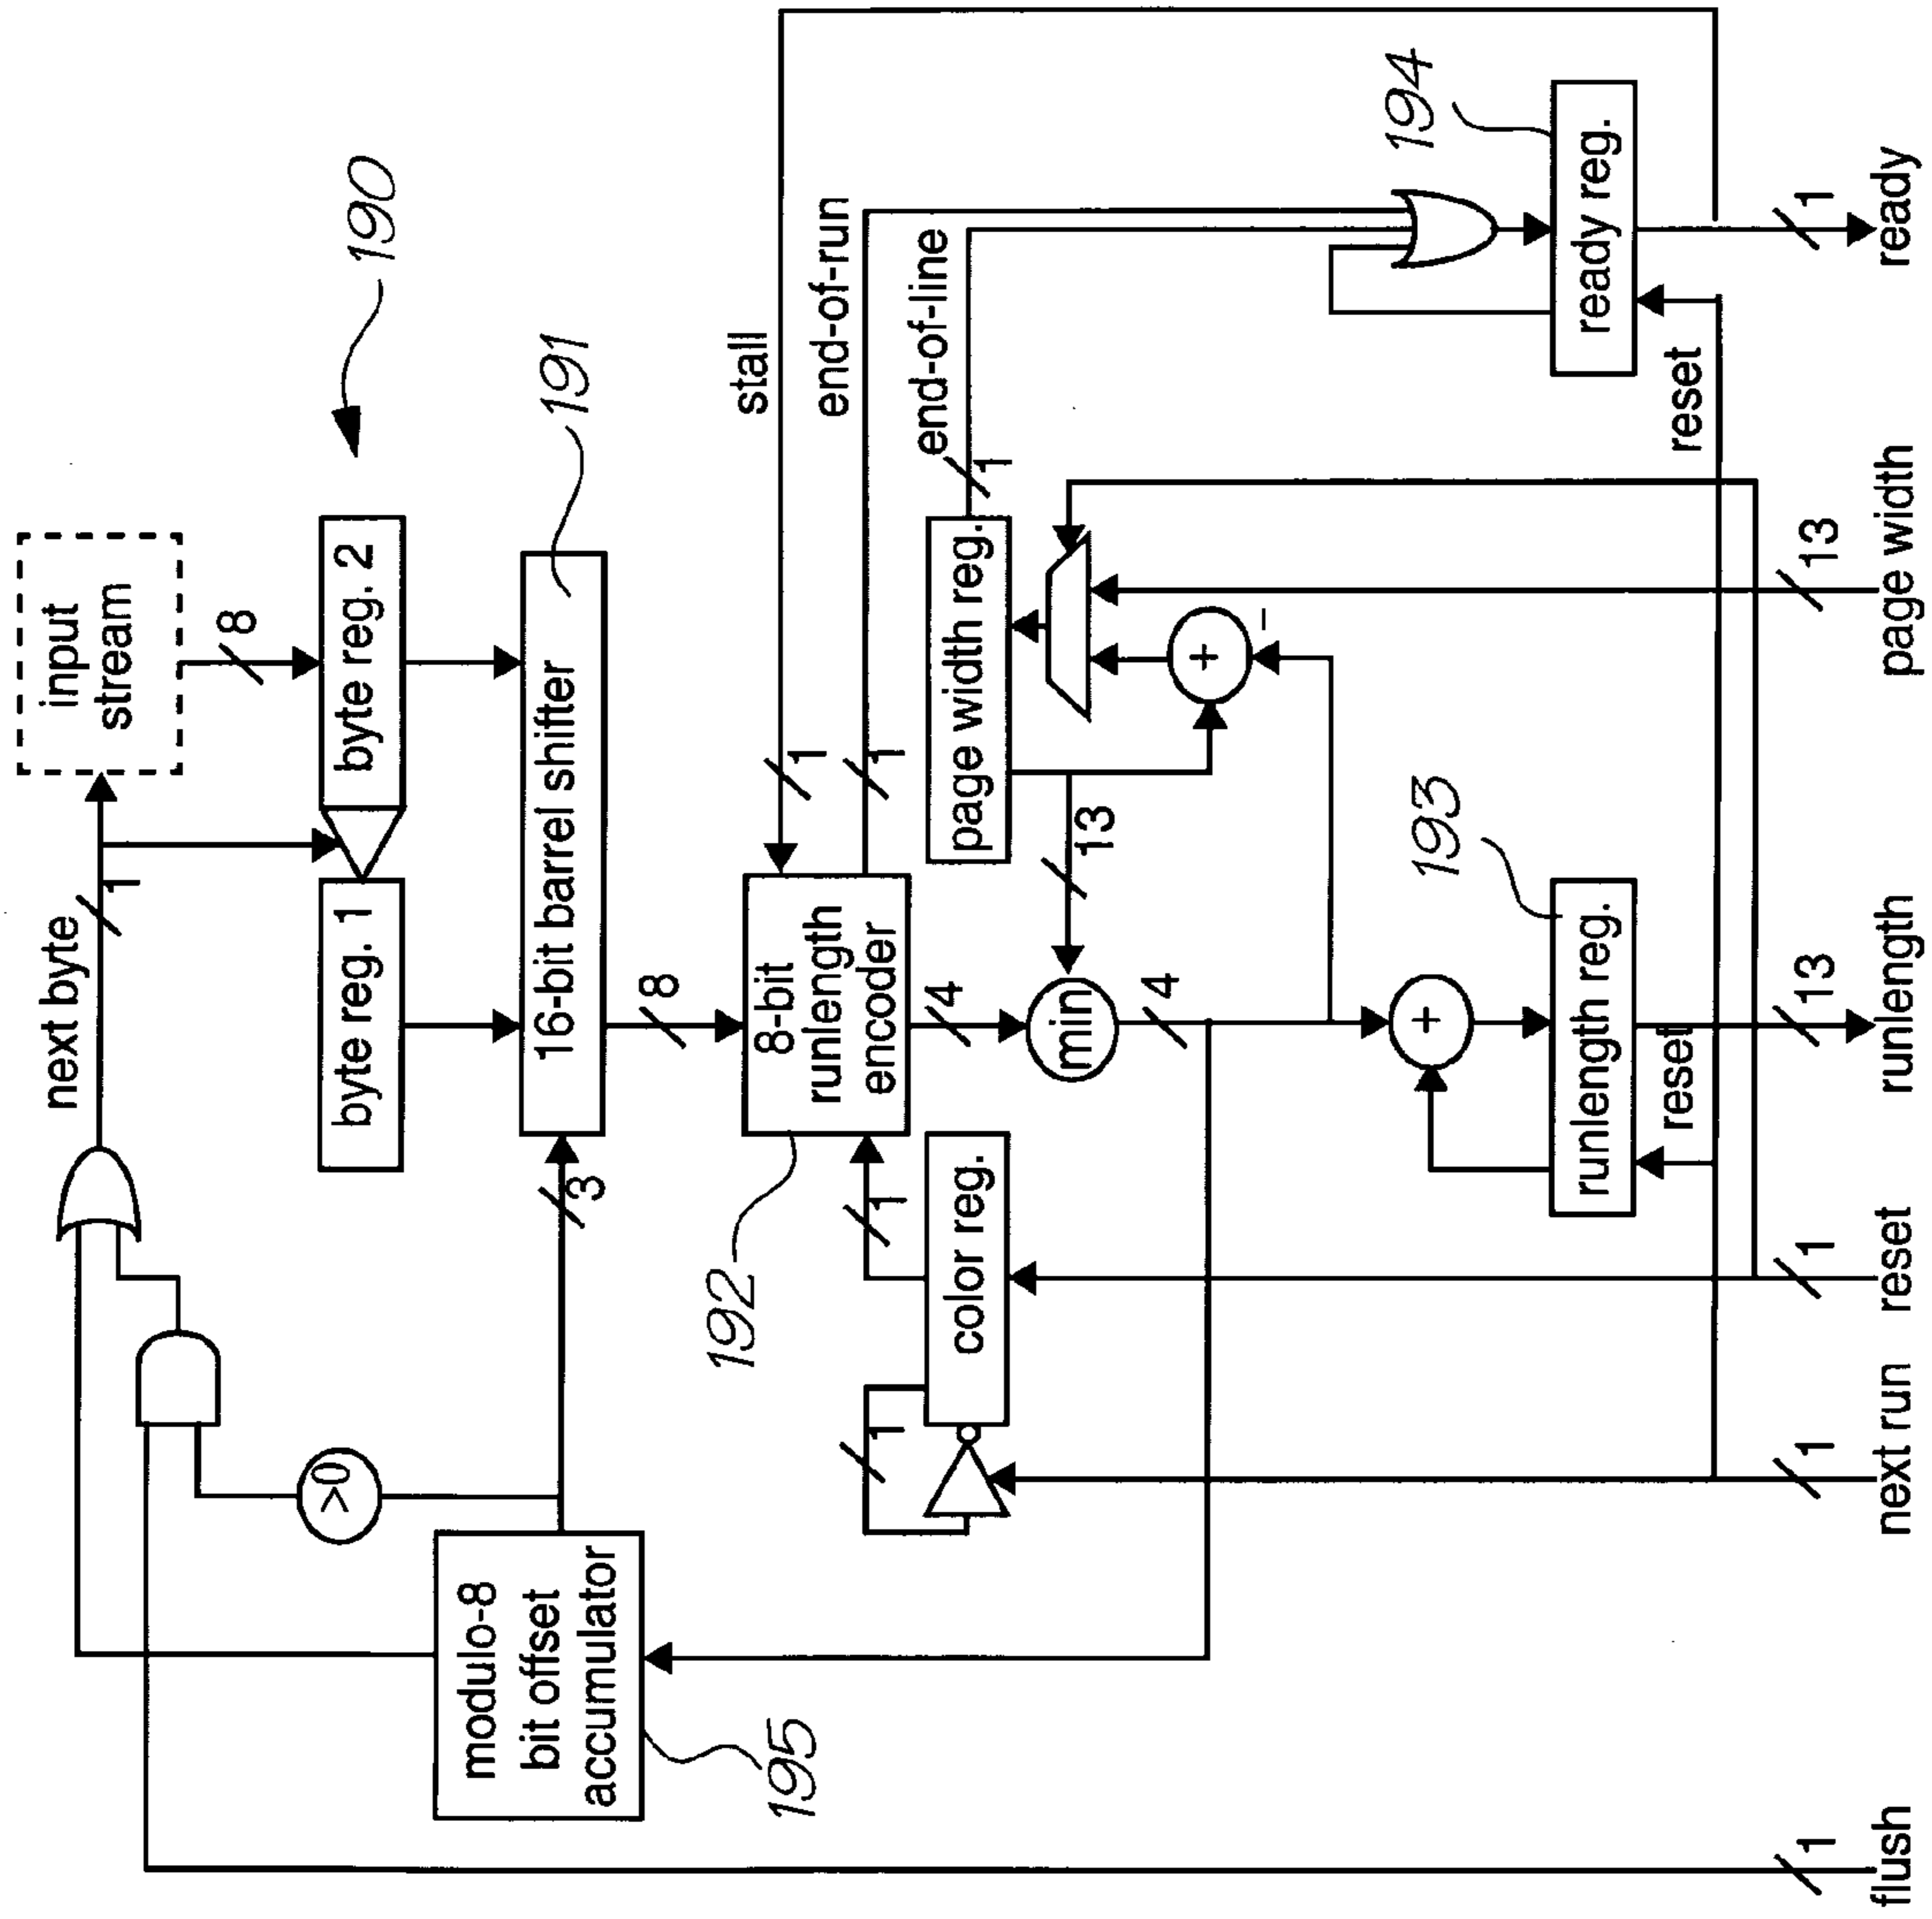 input
stream
8
next byte
1
byte reg. 1
byte reg. 2
190
>0
16-bit barrel shifter
191
3
modulo-8
bit offset
accumulator
195
8
8-bit
runlength
encoder
192
stall
1
end-of-run
1
end-of-line
1
page width reg.
13
color reg.
1
1
4
min
4
+
−
+
runlength reg.
193
reset
ready reg.
194
reset
1
flush
1
next run
1
reset
13
runlength
13
page width
1
ready